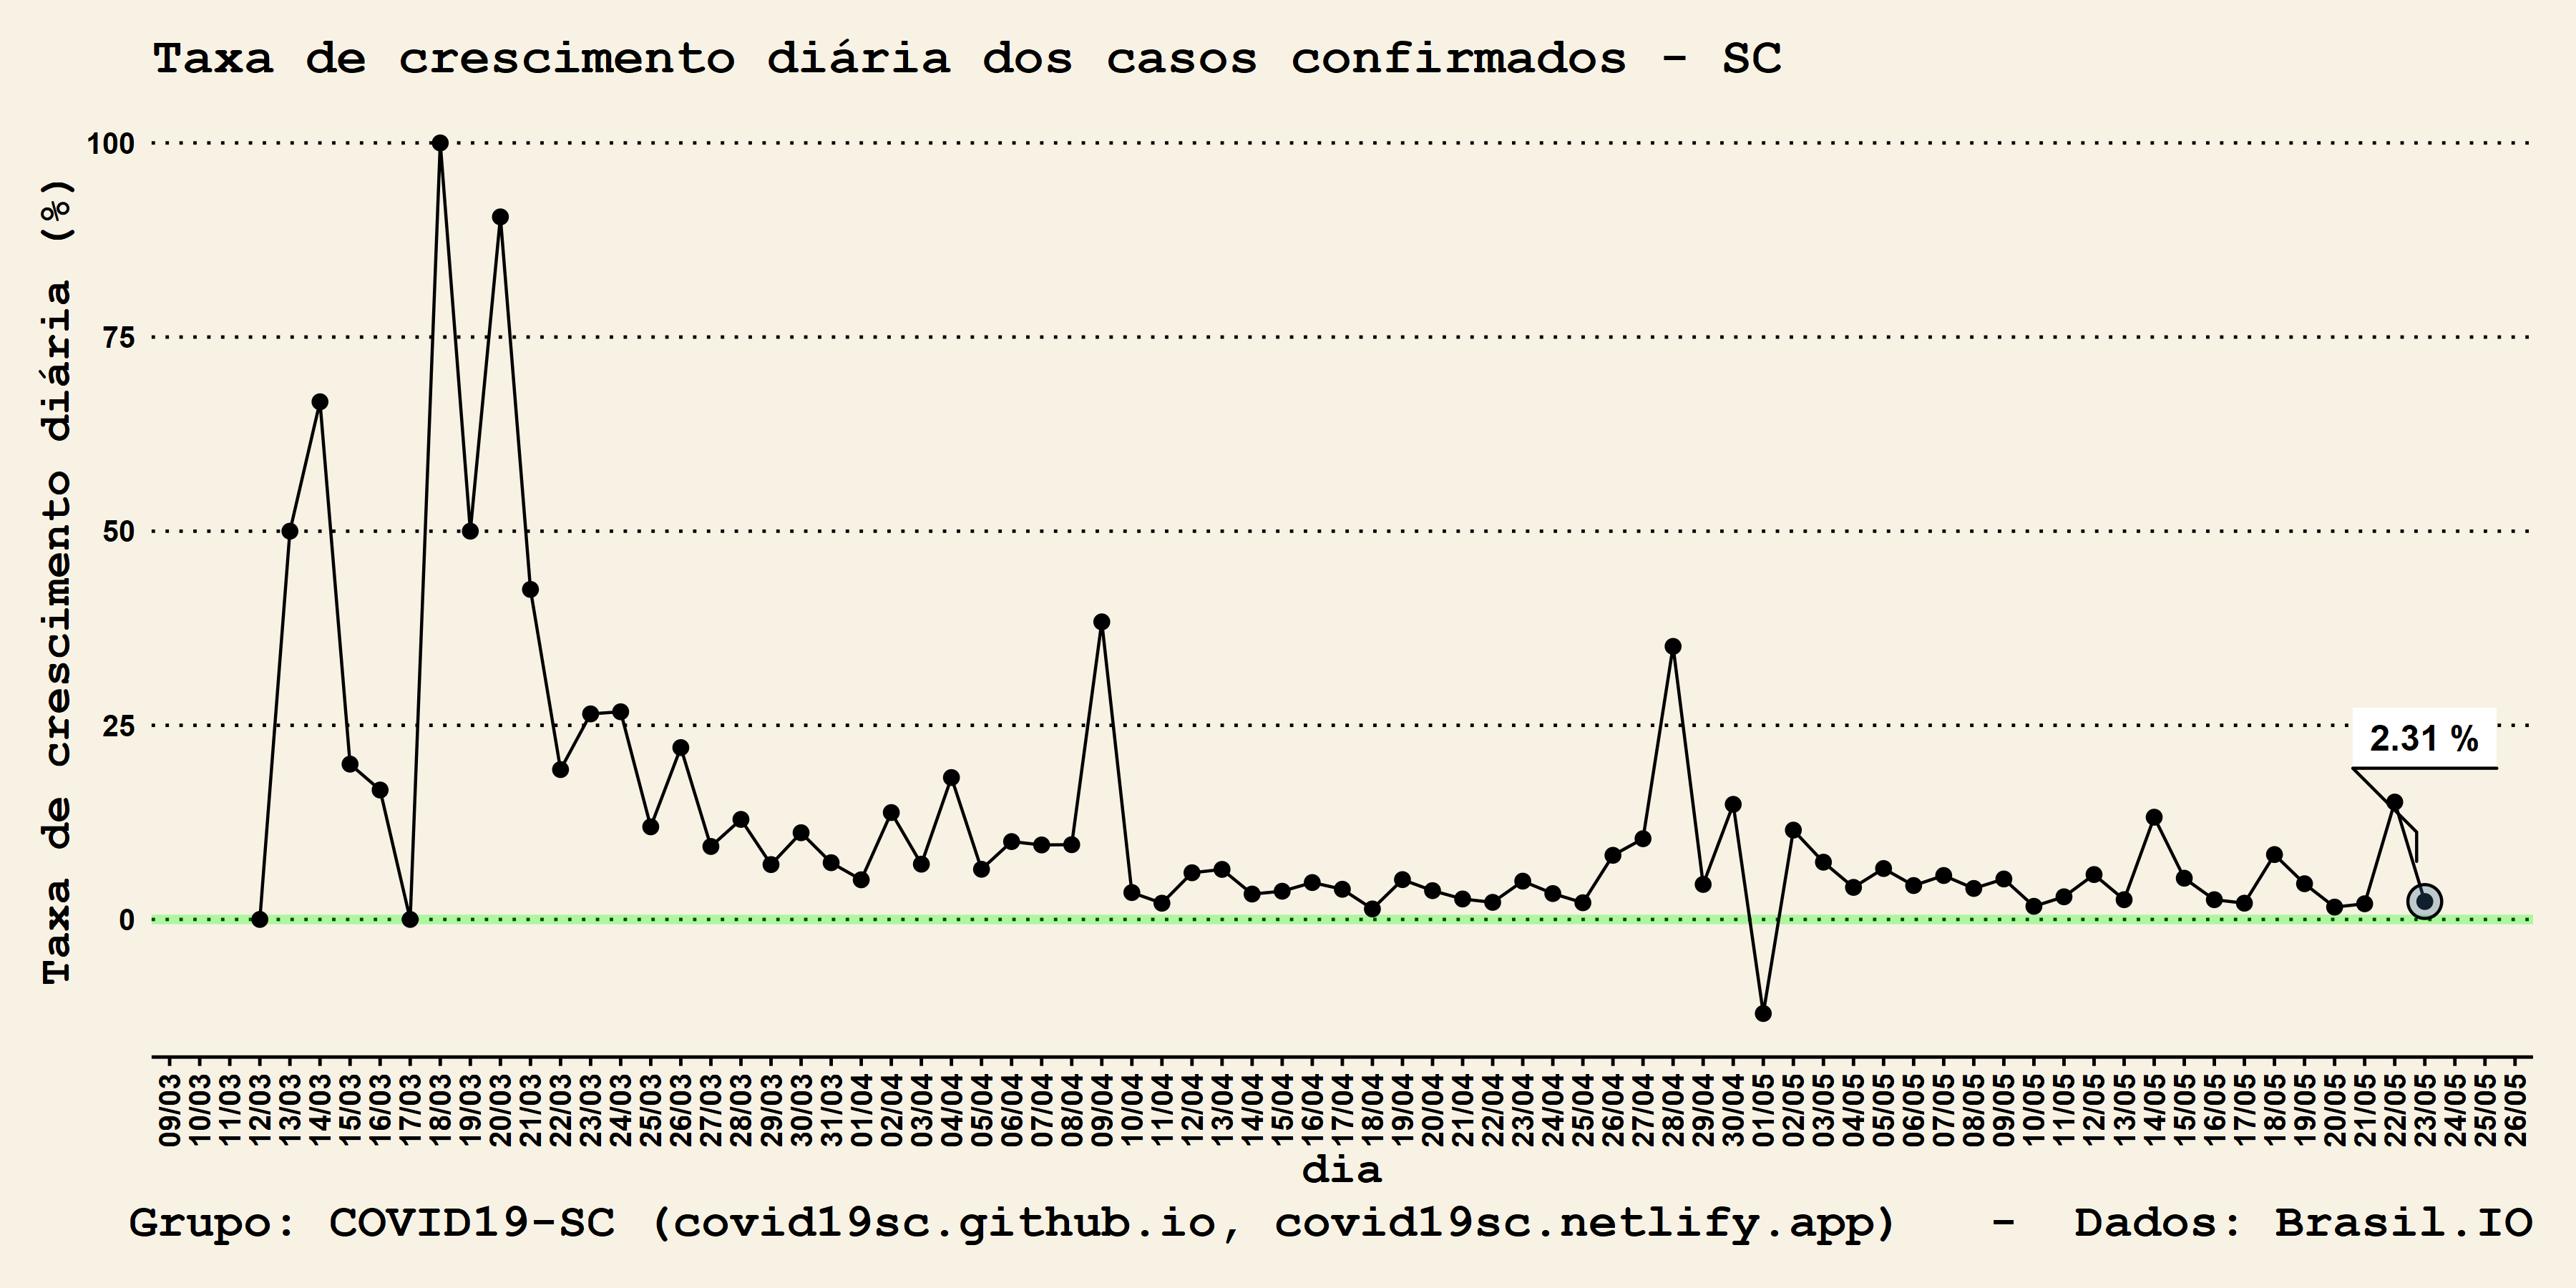 Taxa de crescimento diária dos casos confirmados - SC
Taxa de crescimento diária (%)
100
75
50
25
0
2.31 %
09/03 10/03 11/03 12/03 13/03 14/03 15/03 16/03 17/03 18/03 19/03 20/03 21/03 22/03 23/03 24/03 25/03 26/03 27/03 28/03 29/03 30/03 31/03 01/04 02/04 03/04 04/04 05/04 06/04 07/04 08/04 09/04 10/04 11/04 12/04 13/04 14/04 15/04 16/04 17/04 18/04 19/04 20/04 21/04 22/04 23/04 24/04 25/04 26/04 27/04 28/04 29/04 30/04 01/05 02/05 03/05 04/05 05/05 06/05 07/05 08/05 09/05 10/05 11/05 12/05 13/05 14/05 15/05 16/05 17/05 18/05 19/05 20/05 21/05 22/05 23/05 24/05 25/05 26/05
dia
Grupo: COVID19-SC (covid19sc.github.io, covid19sc.netlify.app) - Dados: Brasil.IO